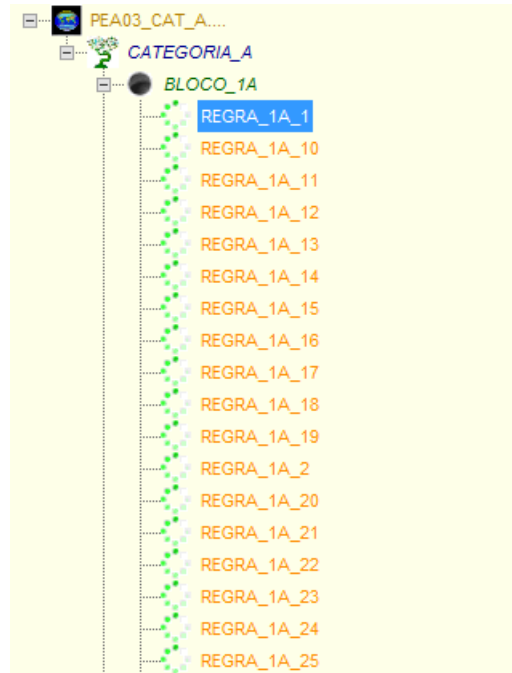 PEA03_CAT_A....
CATEGORIA_A
BLOCO_1A
REGRA_1A_1
REGRA_1A_10
REGRA_1A_11
REGRA_1A_12
REGRA_1A_13
REGRA_1A_14
REGRA_1A_15
REGRA_1A_16
REGRA_1A_17
REGRA_1A_18
REGRA_1A_19
REGRA_1A_2
REGRA_1A_20
REGRA_1A_21
REGRA_1A_22
REGRA_1A_23
REGRA_1A_24
REGRA_1A_25